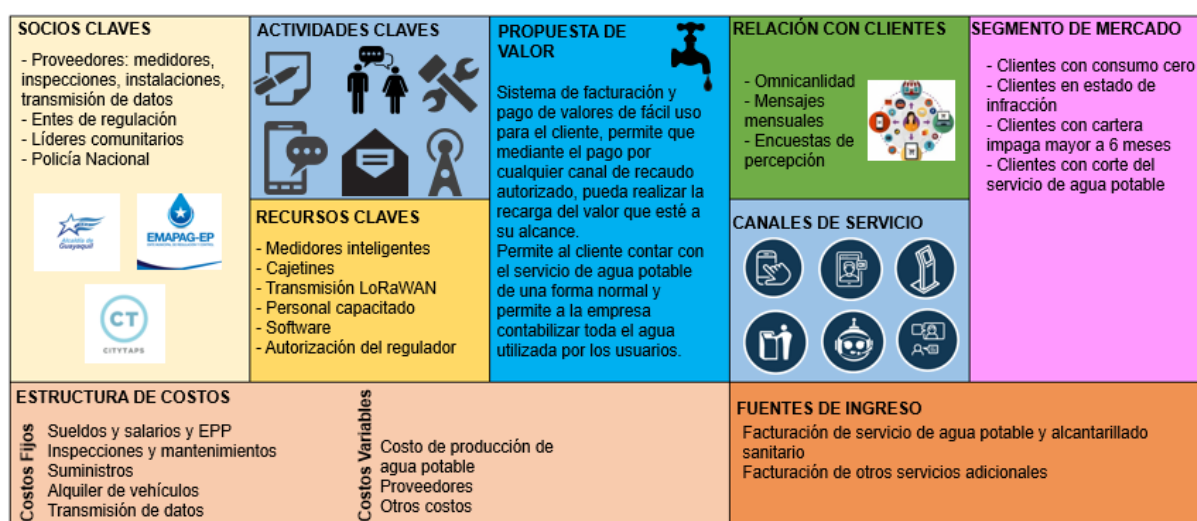 SOCIOS CLAVES
- Proveedores: medidores,
inspecciones, instalaciones,
transmisión de datos
- Entes de regulación
- Líderes comunitarios
- Policía Nacional
Alcaldía de
Guayaquil
EMAPAG-EP
CT
CITYTAPS
ACTIVIDADES CLAVES
RECURSOS CLAVES
- Medidores inteligentes
- Cajetines
- Transmisión LoRaWAN
- Personal capacitado
- Software
- Autorización del regulador
PROPUESTA DE
VALOR
Sistema de facturación y
pago de valores de fácil uso
para el cliente, permite que
mediante el pago por
cualquier canal de recaudo
autorizado, pueda realizar la
recarga del valor que esté a
su alcance.
Permite al cliente contar con
el servicio de agua potable
de una forma normal y
permite a la empresa
contabilizar toda el agua
utilizada por los usuarios.
RELACIÓN CON CLIENTES
- Omnicanlidad
- Mensajes
mensuales
- Encuestas de
percepción
CANALES DE SERVICIO
SEGMENTO DE MERCADO
- Clientes con consumo cero
- Clientes en estado de
infracción
- Clientes con cartera
impaga mayor a 6 meses
- Clientes con corte del
servicio de agua potable
ESTRUCTURA DE COSTOS
Costos Fijos
Sueldos y salarios y EPP
Inspecciones y mantenimientos
Suministros
Alquiler de vehículos
Transmisión de datos
Costos Variables
Costo de producción de
agua potable
Proveedores
Otros costos
FUENTES DE INGRESO
Facturación de servicio de agua potable y alcantarillado
sanitario
Facturación de otros servicios adicionales